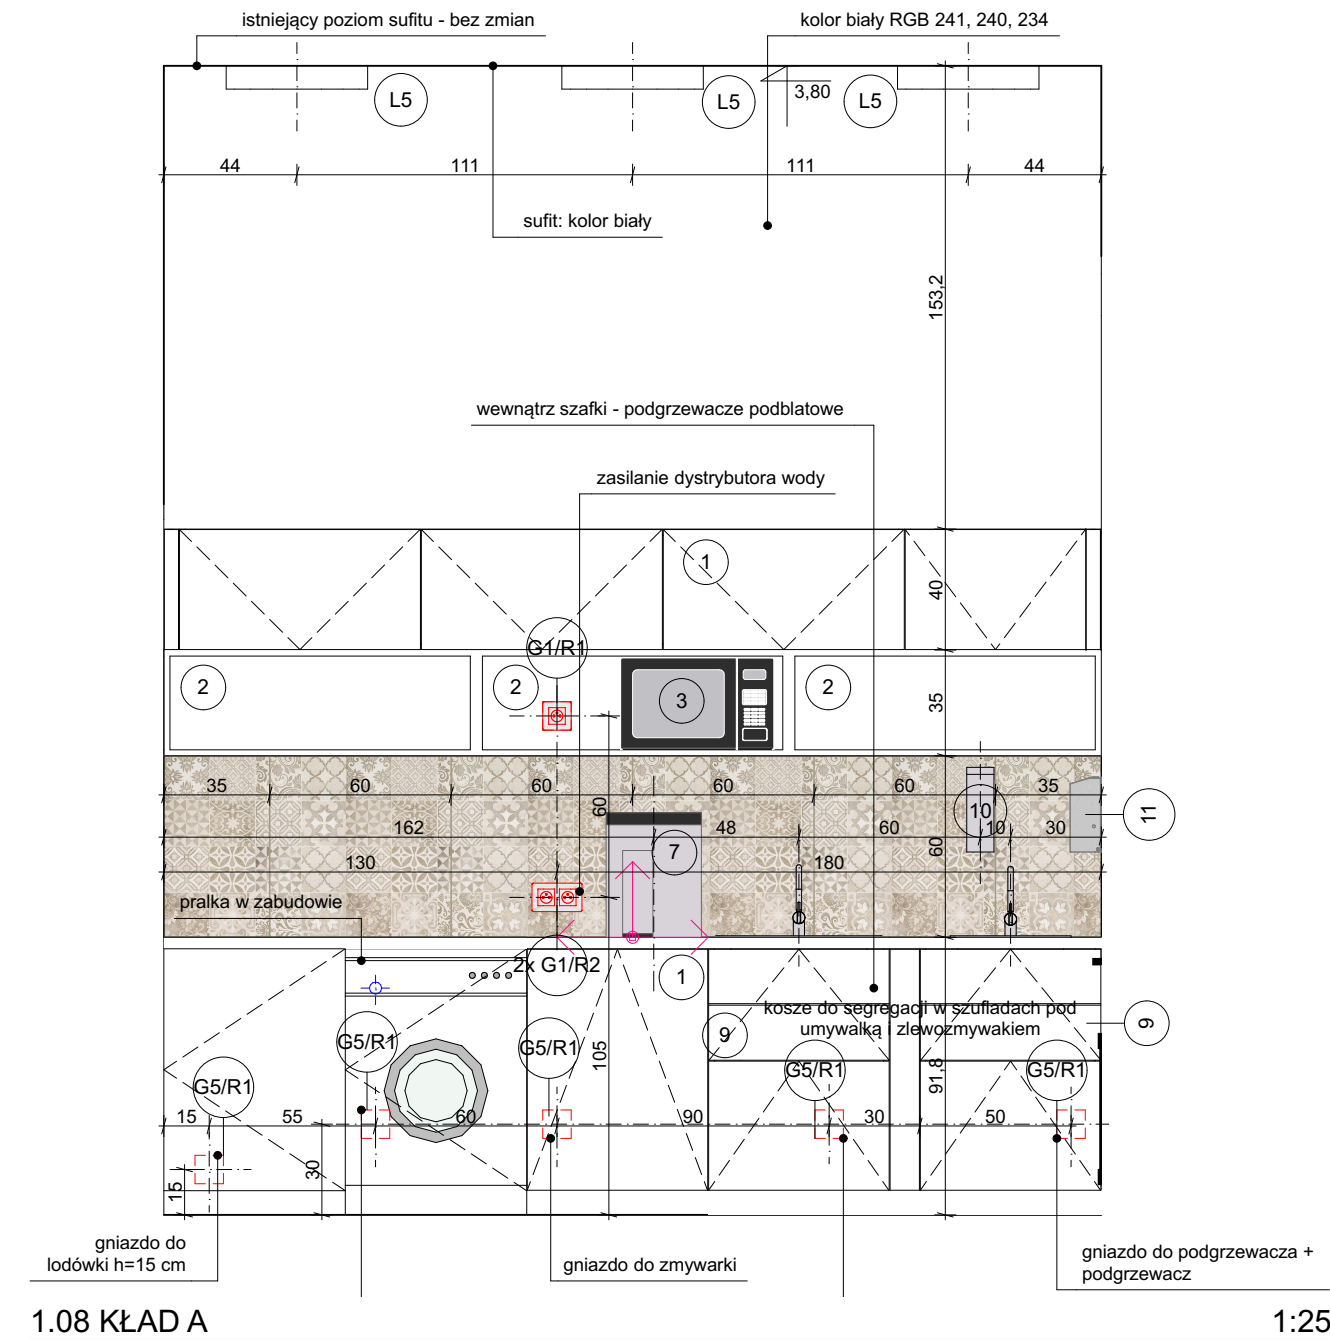 istniejący poziom sufitu - bez zmian
kolor biały RGB 241, 240, 234
L5
L5
3,80
L5
44
111
111
44
sufit: kolor biały
153,2
wewnątrz szafki - podgrzewacze podblatowe
zasilanie dystrybutora wody
1
40
G1/R1
2
2
3
2
35
35
60
60
60
60
35
60
10
11
162
48
60
10
30
60
7
130
180
pralka w zabudowie
2x G1/R2
1
kosze do segregacji w szufladach pod
umywalką i zlewozmywakiem
9
9
G5/R1
G5/R1
105
G5/R1
G5/R1
91,8
G5/R1
15
55
60
90
30
50
30
15
gniazdo do
lodówki h=15 cm
gniazdo do zmywarki
gniazdo do podgrzewacza +
podgrzewacz
1.08 KŁAD A
1:25